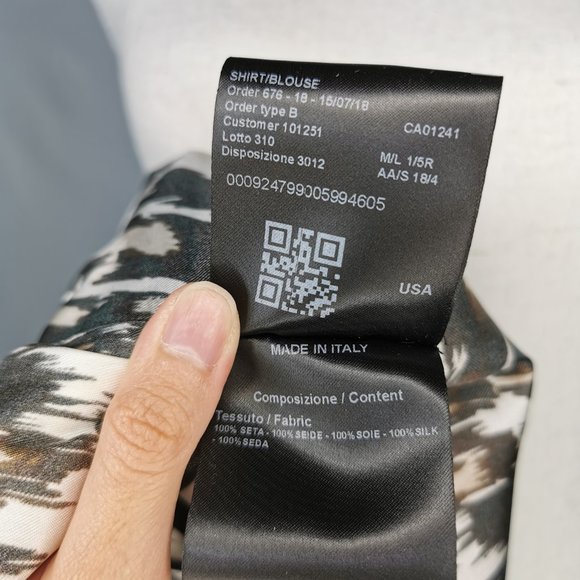 SHIRT/BLOUSE
Order 676 - 18 - 15/07/18
Order type B
Customer 101251 CA01241
Lotto 310
Disposizione 3012 M/L 1/5R
AA/S 18/4
000924799005994605
USA
MADE IN ITALY
Composizione / Content
Tessuto / Fabric
100% SETA - 100% SEIDE - 100% SOIE - 100% SILK
- 100% SEDA